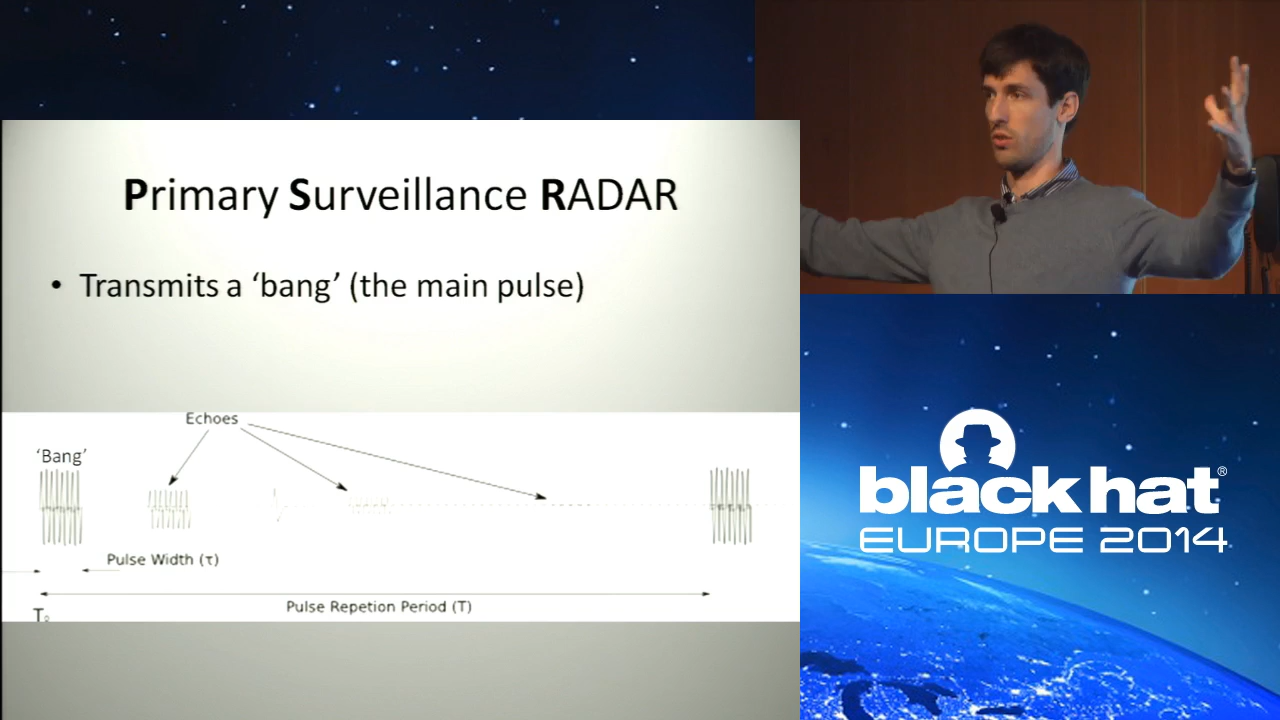 Primary Surveillance RADAR
• Transmits a ‘bang’ (the main pulse)
Echoes
‘Bang’
Pulse Width (τ)
Pulse Repetion Period (T)
T₀
black hat®
EUROPE 2014